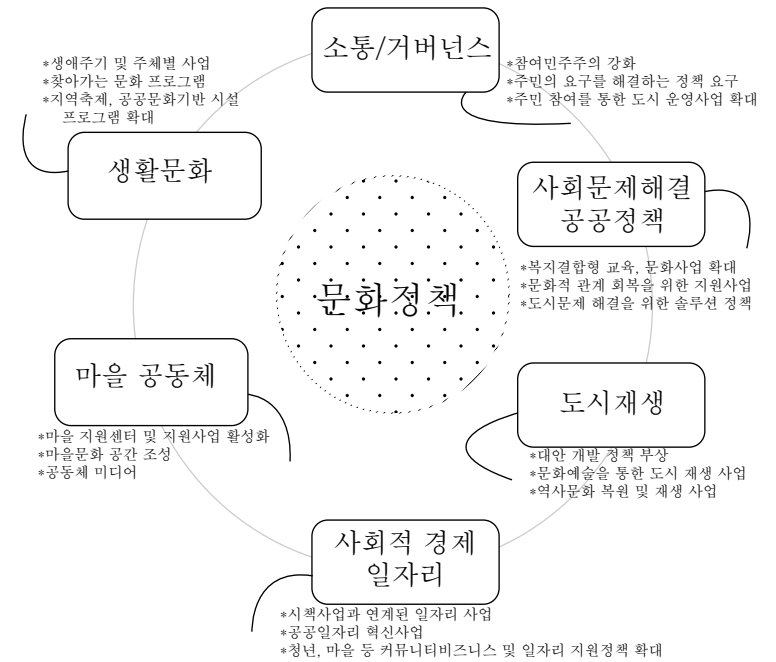 소통/거버넌스
*참여민주주의 강화
*주민의 요구를 해결하는 정책 요구
*주민 참여를 통한 도시 운영사업 확대
*생애주기 및 주체별 사업
*찾아가는 문화 프로그램
*지역축제, 공공문화기반 시설
프로그램 확대
생활문화
사회문제해결
공공정책
*복지결합형 교육, 문화사업 확대
*문화적 관계 회복을 위한 지원사업
*도시문제 해결을 위한 솔루션 정책
문화정책
마을 공동체
*마을 지원센터 및 지원사업 활성화
*마을문화 공간 조성
*공동체 미디어
도시재생
*대안 개발 정책 부상
*문화예술을 통한 도시 재생 사업
*역사문화 복원 및 재생 사업
사회적 경제
일자리
*시책사업과 연계된 일자리 사업
*공공일자리 혁신사업
*청년, 마을 등 커뮤니티비즈니스 및 일자리 지원정책 확대